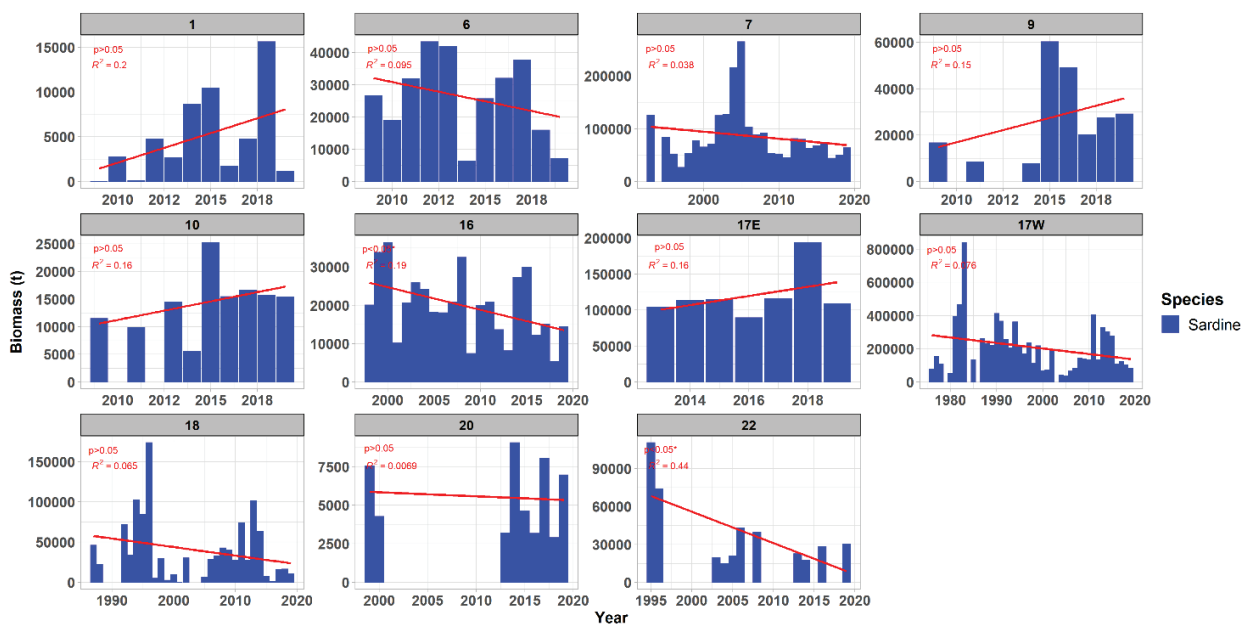 1
p>0.05
R² = 0.2
15000
10000
5000
0
2010 2012 2015 2018
6
p>0.05
R² = 0.095
40000
30000
20000
10000
0
2010 2012 2015 2018
7
p>0.05
R² = 0.038
200000
100000
0
2000 2010 2020
9
p>0.05
R² = 0.15
60000
40000
20000
0
2010 2012 2015 2018
10
p>0.05
R² = 0.16
25000
20000
15000
10000
5000
0
2010 2012 2015 2018
16
p<0.05*
R² = 0.19
30000
20000
10000
0
2000 2005 2010 2015 2020
17E
p>0.05
R² = 0.16
200000
150000
100000
50000
0
2014 2016 2018
17W
p>0.05
R² = 0.076
800000
600000
400000
200000
0
1980 1990 2000 2010 2020
18
p>0.05
R² = 0.065
150000
100000
50000
0
1990 2000 2010 2020
20
p>0.05
R² = 0.0069
7500
5000
2500
0
2000 2005 2010 2015 2020
22
p>0.05*
R² = 0.44
90000
60000
30000
0
1995 2000 2005 2010 2015 2020
Biomass (t)
Year
Species
Sardine